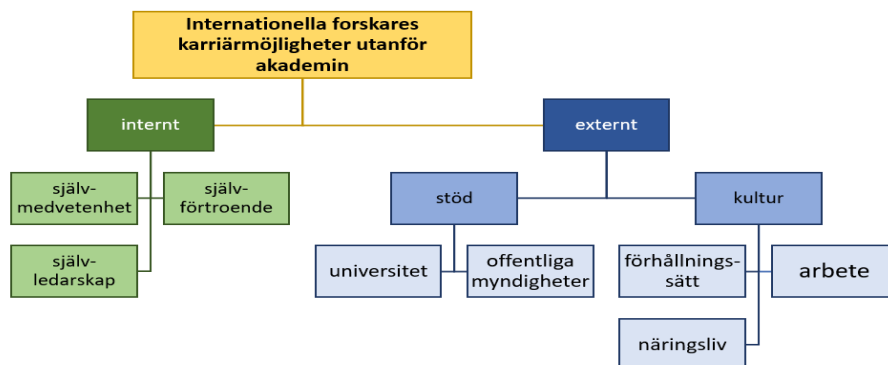 Internationella forskares
karriärmöjligheter utanför
akademin
internt
externt
själv-
medvetenhet
själv-
förtroende
stöd
kultur
själv-
ledarskap
universitet
offentliga
myndigheter
förhållnings-
sätt
arbete
näringsliv